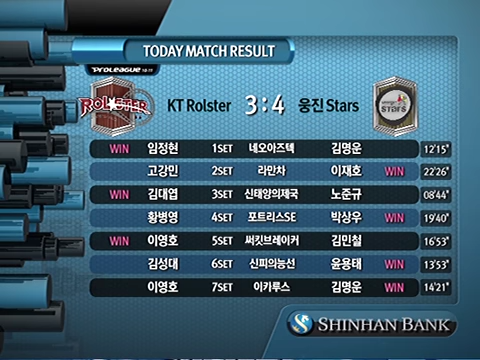 TODAY MATCH RESULT
PROLEAGUE 10-11
ROLSTER KT Rolster 3:4 웅진 Stars STARS
WIN 임정현 1SET 네오아즈텍 김명운 12'15"
고강민 2SET 라만차 이재호 WIN 22'26"
WIN 김대엽 3SET 신태양의제국 노준규 08'44"
황병영 4SET 포트리스SE 박상우 WIN 19'40"
WIN 이영호 5SET 써킷브레이커 김민철 16'53"
김성대 6SET 신피의능선 윤용태 WIN 13'53"
이영호 7SET 이카루스 김명운 WIN 14'21"
SHINHAN BANK